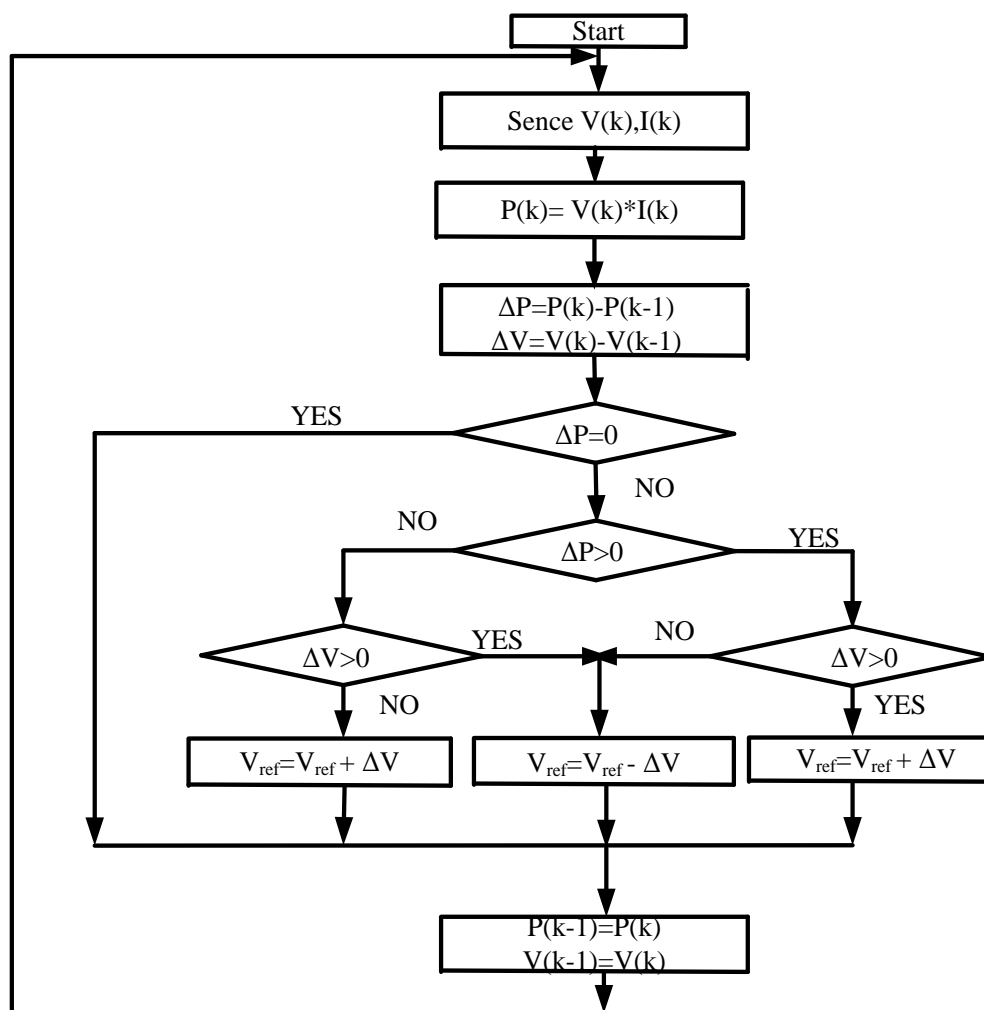 Start
Sence V(k),I(k)
P(k)= V(k)*I(k)
ΔP=P(k)-P(k-1)
ΔV=V(k)-V(k-1)
YES
ΔP=0
NO
NO
ΔP>0
YES
ΔV>0
YES
NO
ΔV>0
NO
YES
Vref=Vref + ΔV
Vref=Vref - ΔV
Vref=Vref + ΔV
P(k-1)=P(k)
V(k-1)=V(k)